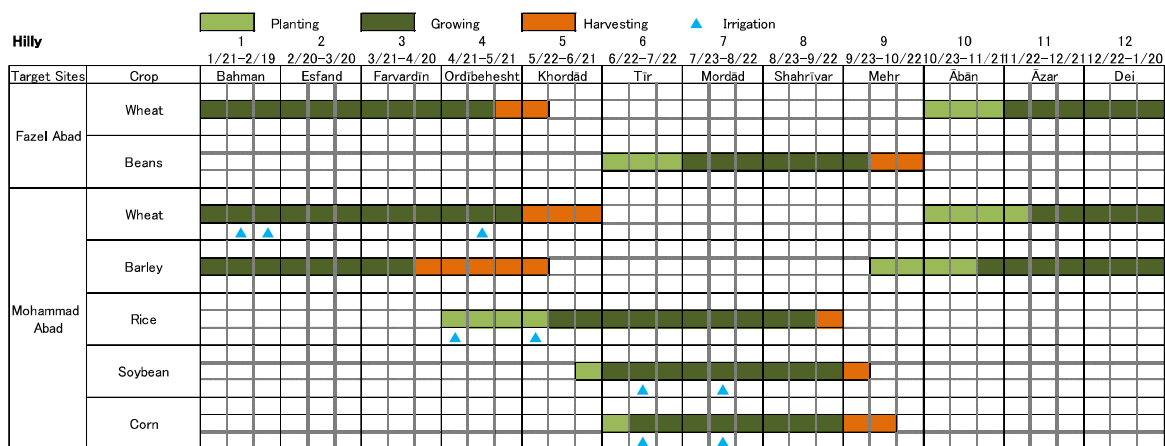 Planting Growing Harvesting Irrigation
Hilly 1 2 3 4 5 6 7 8 9 10 11 12
1/21-2/19 2/20-3/20 3/21-4/20 4/21-5/21 5/22-6/21 6/22-7/22 7/23-8/22 8/23-9/22 9/23-10/22 10/23-11/21 11/22-12/21 12/22-1/20
Target Sites Crop Bahman Esfand Farvardīn Ordībehesht Khordād Tīr Mordād Shahrīvar Mehr Ābān Āzar Dei
Fazel Abad
Wheat
Beans
Mohammad
Abad
Wheat
Barley
Rice
Soybean
Corn